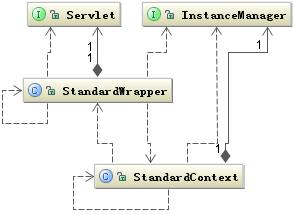 I Servlet
I InstanceManager
1
1
1
C StandardWrapper
1
C StandardContext